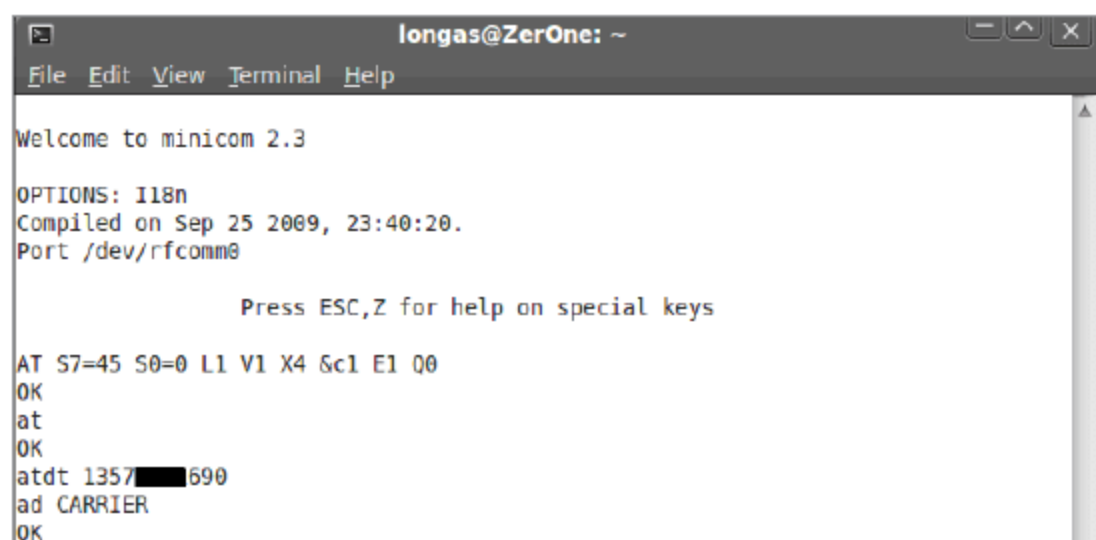 longas@ZerOne: ~
File Edit View Terminal Help
Welcome to minicom 2.3
OPTIONS: I18n
Compiled on Sep 25 2009, 23:40:20.
Port /dev/rfcomm0
Press ESC,Z for help on special keys
AT S7=45 S0=0 L1 V1 X4 &c1 E1 Q0
OK
at
OK
atdt 1357 690
ad CARRIER
OK